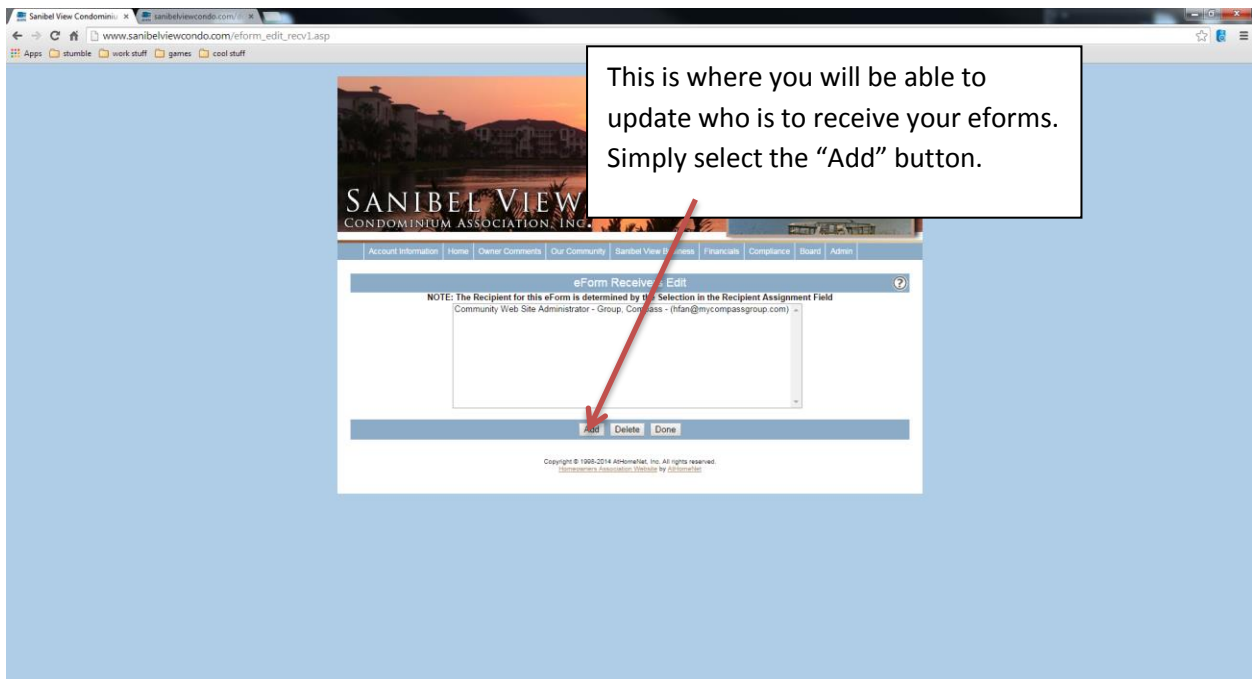 Sanibel View Condominiu
sanibelviewcondo.com/
www.sanibelviewcondo.com/eform_edit_recv1.asp
Apps stumble work stuff games cool stuff
This is where you will be able to
update who is to receive your eforms.
Simply select the “Add” button.
SANIBEL VIEW
CONDOMINIUM ASSOCIATION, INC.
Account Information Home Owner Comments Our Community Sanibel View Business Financials Compliance Board Admin
eForm Receivers Edit ?
NOTE: The Recipient for this eForm is determined by the Selection in the Recipient Assignment Field
Community Web Site Administrator - Group, Compass - (hfan@mycompassgroup.com)
Add Delete Done
Copyright © 1998-2014 AtHomeNet, Inc. All rights reserved.
Homeowners Association Website by AtHomeNet